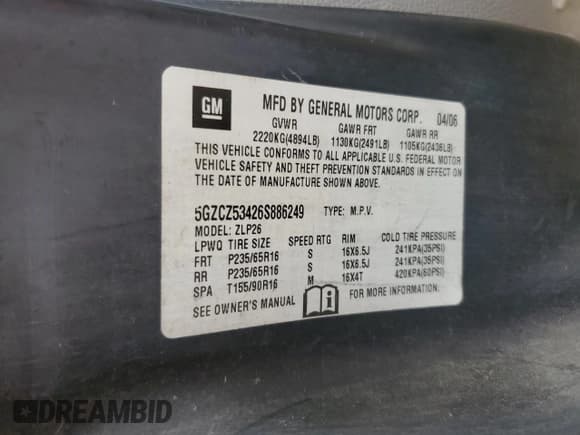 GM
MFD BY GENERAL MOTORS CORP. 04/06
GVWR GAWR FRT GAWR RR
2220KG(4894LB) 1130KG(2491LB) 1105KG(2436LB)
THIS VEHICLE CONFORMS TO ALL APPLICABLE U.S. FEDERAL MOTOR
VEHICLE SAFETY AND THEFT PREVENTION STANDARDS IN EFFECT ON
THE DATE OF MANUFACTURE SHOWN ABOVE.
5GZCZ53426S886249 TYPE: M.P.V.
MODEL: ZLP26
LPWQ TIRE SIZE SPEED RTG RIM COLD TIRE PRESSURE
FRT P235/65R16 S 16X6.5J 241KPA(35PSI)
RR P235/65R16 S 16X6.5J 241KPA(35PSI)
SPA T155/90R16 M 16X4T 420KPA(60PSI)
SEE OWNER'S MANUAL FOR MORE INFORMATION.
DREAMBID